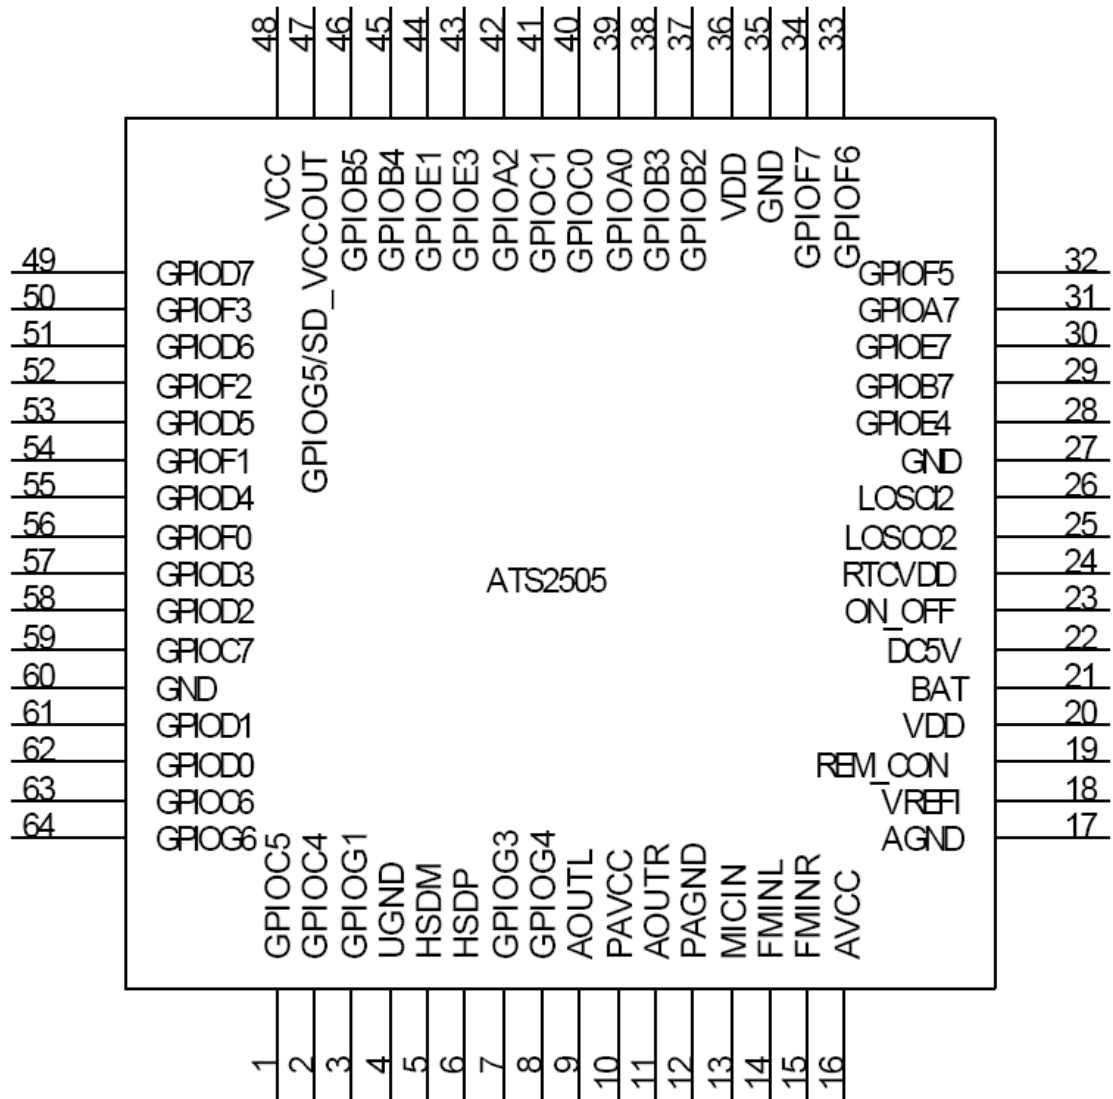 48 47 46 45 44 43 42 41 40 39 38 37 36 35 34 33
VCC
GPIOG5/SD_VCCOUT
GPIOB5
GPIOB4
GPIOE1
GPIOE3
GPIOA2
GPIOC1
GPIOC0
GPIOA0
GPIOB3
GPIOB2
VDD
GND
GPIOF7
GPIOF6
49 GPIOD7
50 GPIOF3
51 GPIOD6
52 GPIOF2
53 GPIOD5
54 GPIOF1
55 GPIOD4
56 GPIOF0
57 GPIOD3
58 GPIOD2
59 GPIOC7
60 GND
61 GPIOD1
62 GPIOD0
63 GPIOC6
64 GPIOG6
ATS2505
GPIOF5 32
GPIOA7 31
GPIOE7 30
GPIOB7 29
GPIOE4 28
GND 27
LOSCI2 26
LOSCO2 25
RTCVDD 24
ON_OFF 23
DC5V 22
BAT 21
VDD 20
REM_CON 19
VREFI 18
AGND 17
GPIOC5
GPIOC4
GPIOG1
UGND
HSDM
HSDP
GPIOG3
GPIOG4
AOUTL
PAVCC
AOUTR
PAGND
MICIN
FMINL
FMINR
AVCC
1 2 3 4 5 6 7 8 9 10 11 12 13 14 15 16